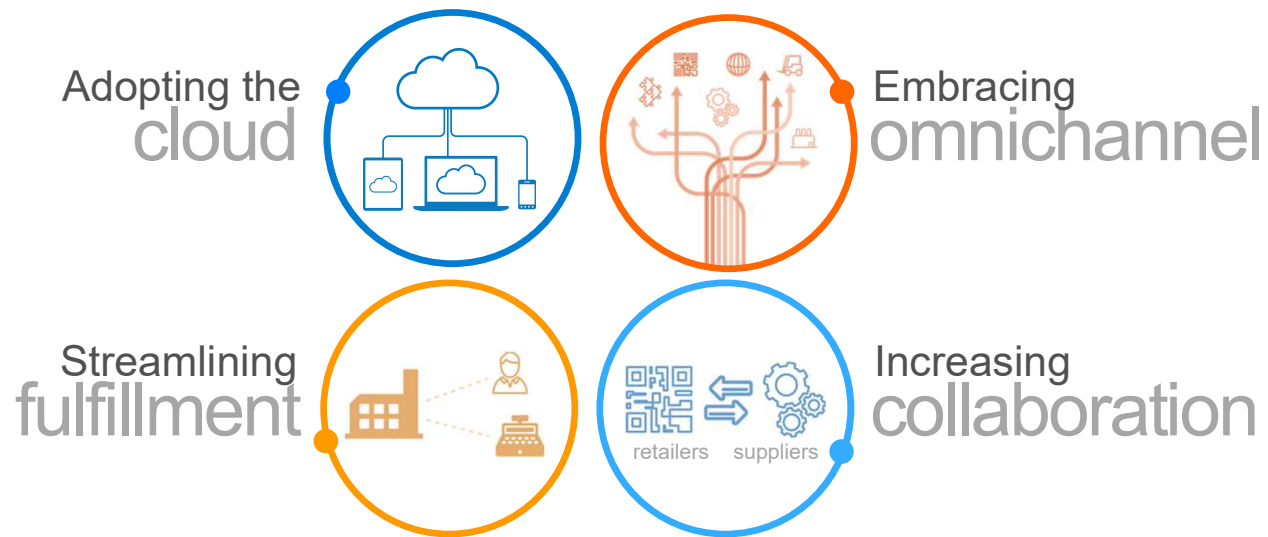 Adopting the
cloud
Embracing
omnichannel
Streamlining
fulfillment
retailers suppliers
Increasing
collaboration